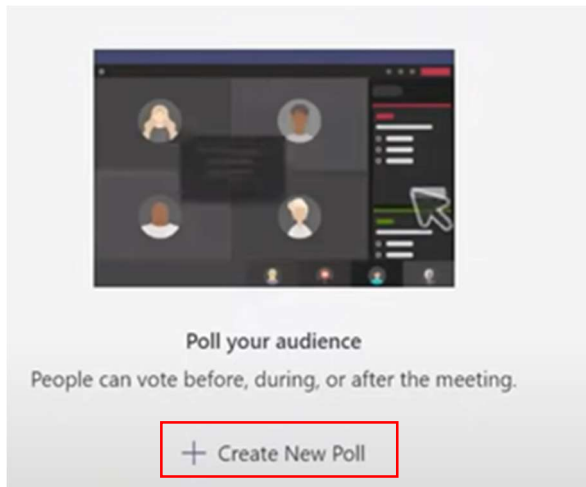 Poll your audience
People can vote before, during, or after the meeting.
+ Create New Poll